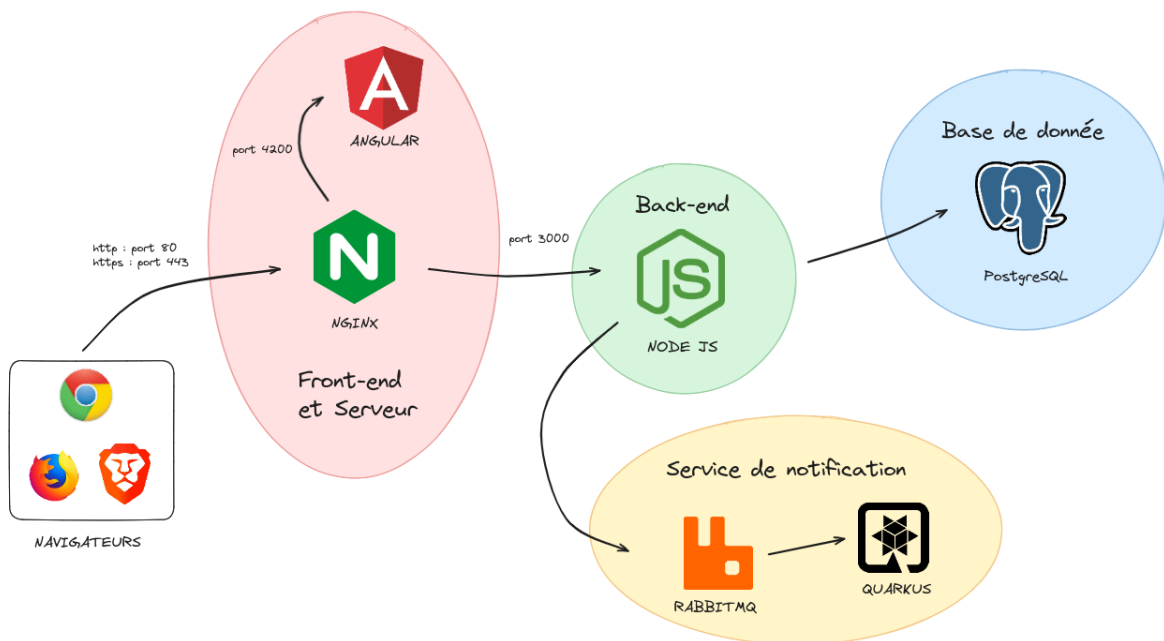 ANGULAR
port 4200
NGINX
Front-end
et Serveur
http : port 80
https : port 443
NAVIGATEURS
port 3000
Back-end
JS
NODE JS
Base de donnée
PostgreSQL
Service de notification
RABBITMQ
QUARKUS